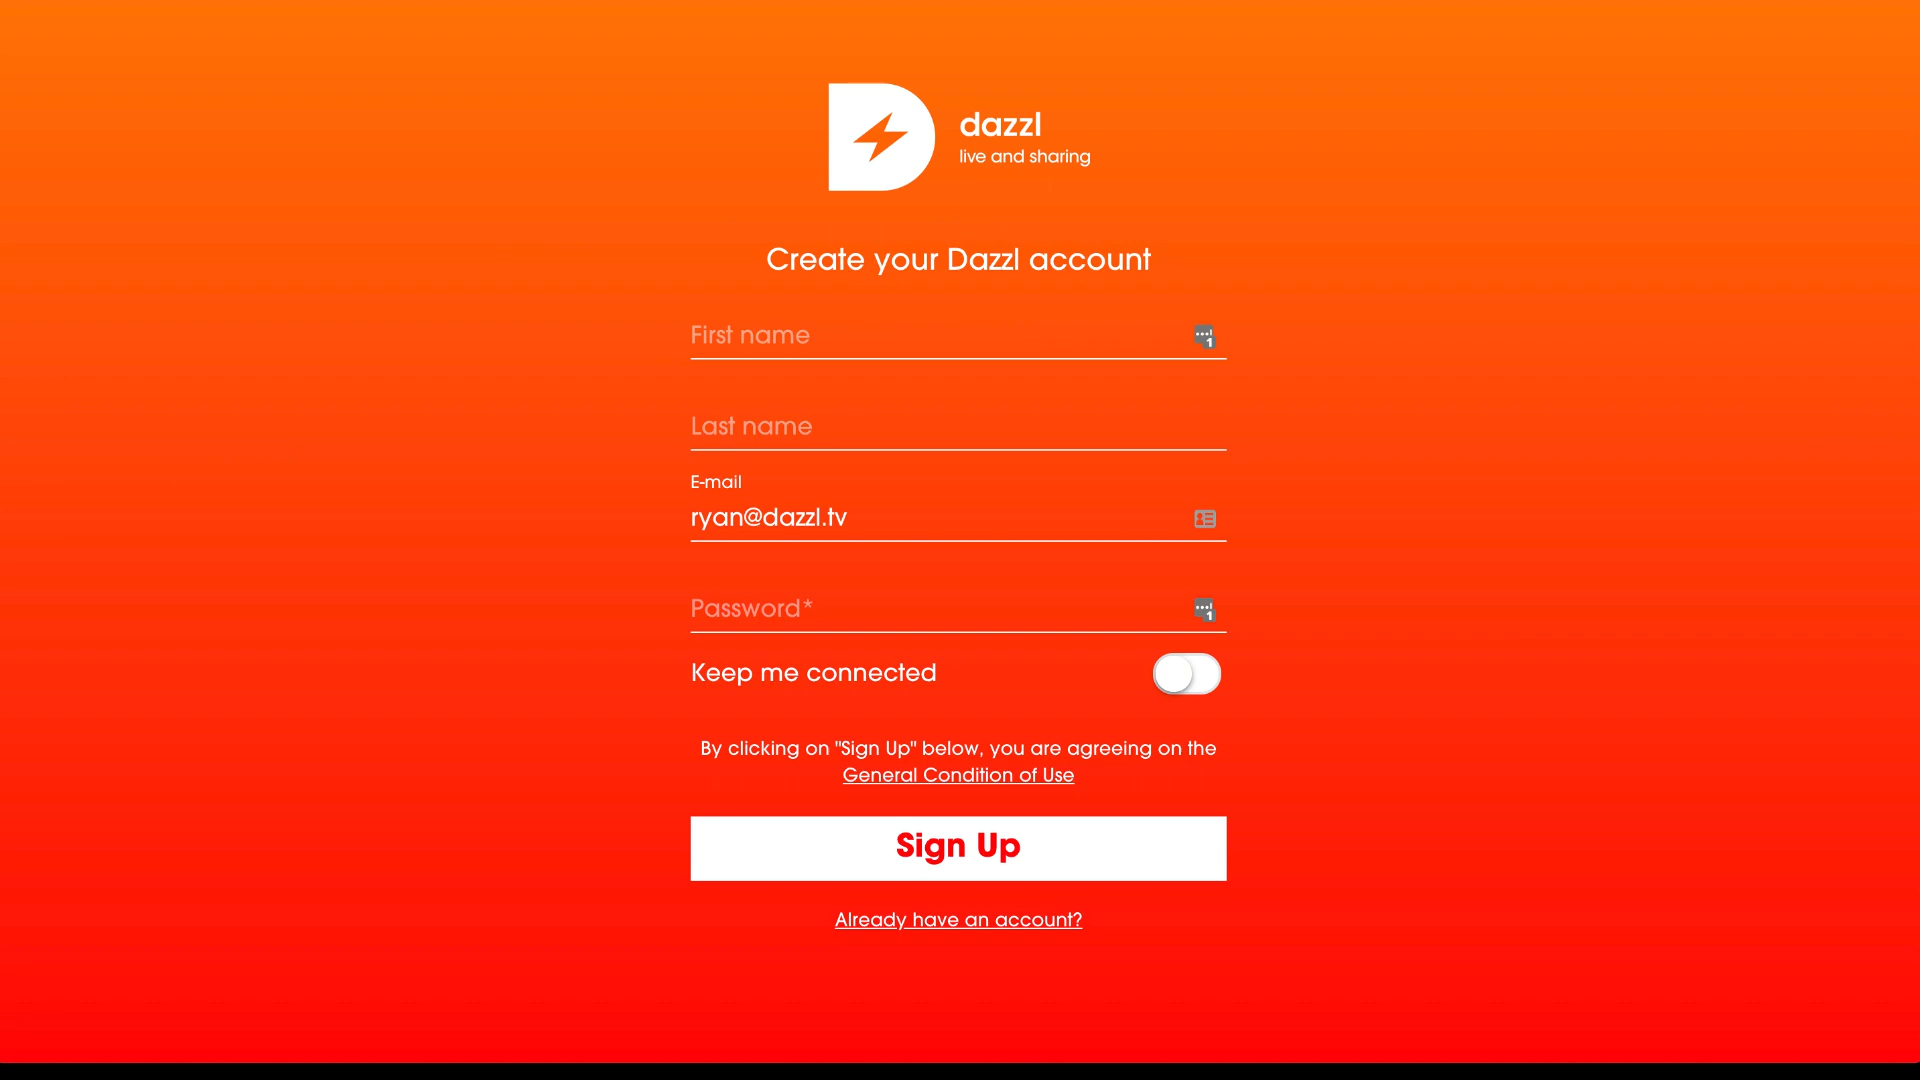 dazzl
live and sharing
Create your Dazzl account
First name
1
Last name
E-mail
ryan@dazzl.tv
Password*
1
Keep me connected
By clicking on "Sign Up" below, you are agreeing on the
General Condition of Use
Sign Up
Already have an account?